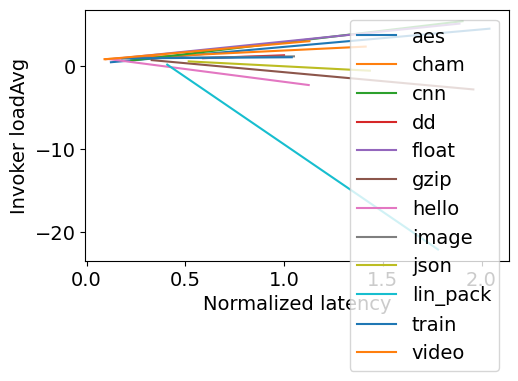 Invoker loadAvg
0
−10
−20
0.0
0.5
1.0
1.5
2.0
Normalized latency
aes
cham
cnn
dd
float
gzip
hello
image
json
lin_pack
train
video